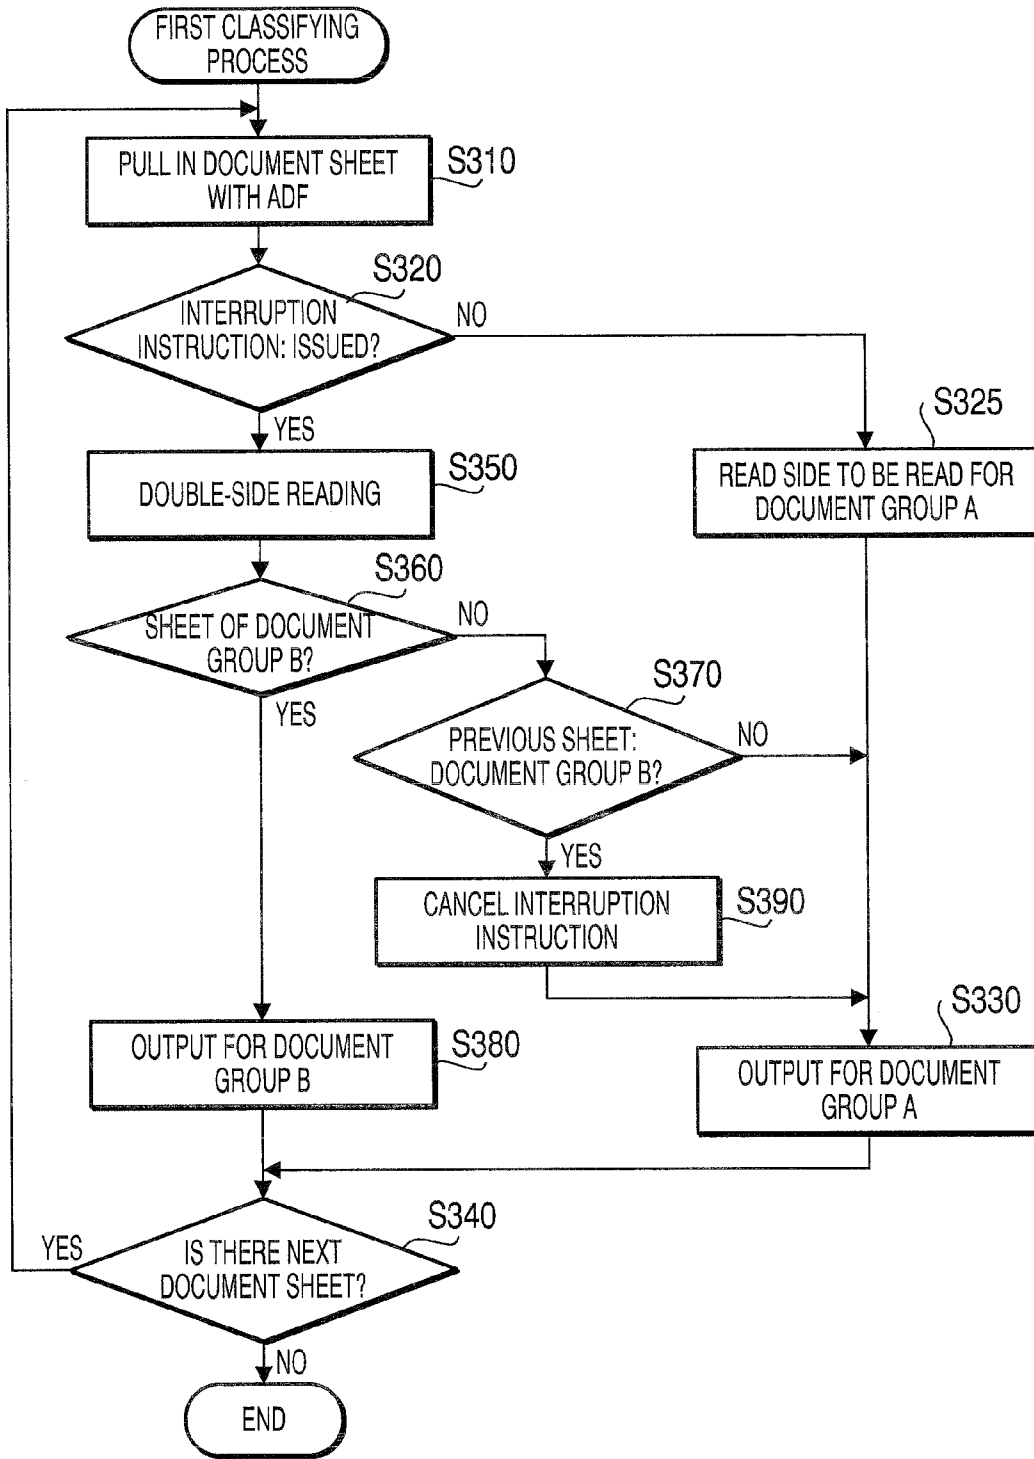 FIRST CLASSIFYING
PROCESS
PULL IN DOCUMENT SHEET
WITH ADF
S310
S320
INTERRUPTION
INSTRUCTION: ISSUED?
NO
YES
S325
READ SIDE TO BE READ FOR
DOCUMENT GROUP A
S350
DOUBLE-SIDE READING
S360
SHEET OF DOCUMENT
GROUP B?
NO
YES
S370
PREVIOUS SHEET:
DOCUMENT GROUP B?
NO
YES
CANCEL INTERRUPTION
INSTRUCTION
S390
S330
OUTPUT FOR DOCUMENT
GROUP B
S380
OUTPUT FOR DOCUMENT
GROUP A
S340
IS THERE NEXT
DOCUMENT SHEET?
YES
NO
END